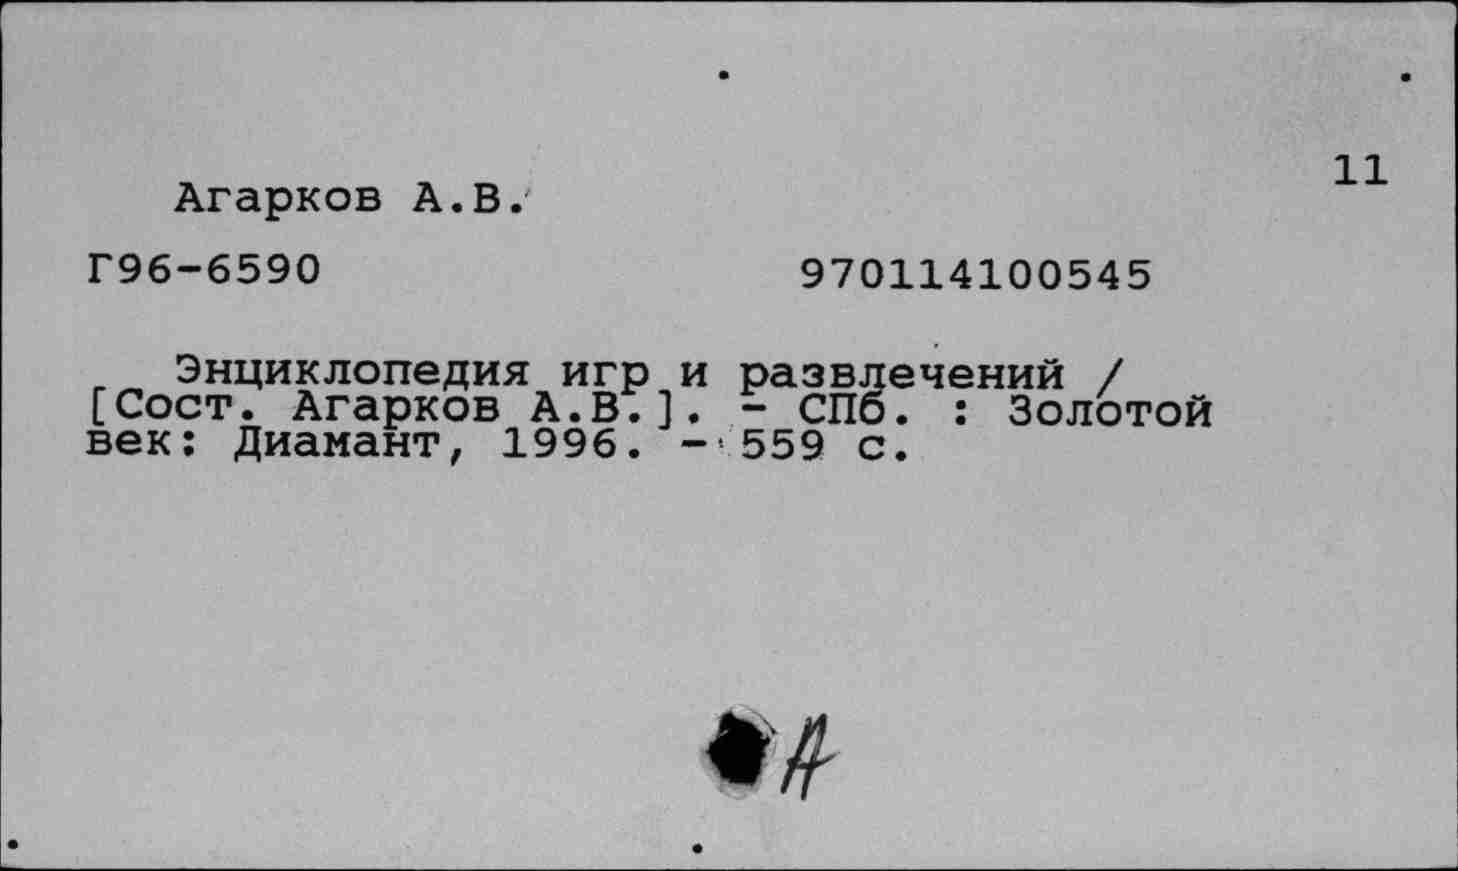 11
Агарков А.В.
Г96-6590 970114100545
Энциклопедия игр и развлечений /
[Сост. Агарков А.В.]. - СПб. : Золотой
век: Диамант, 1996. - 559 с.